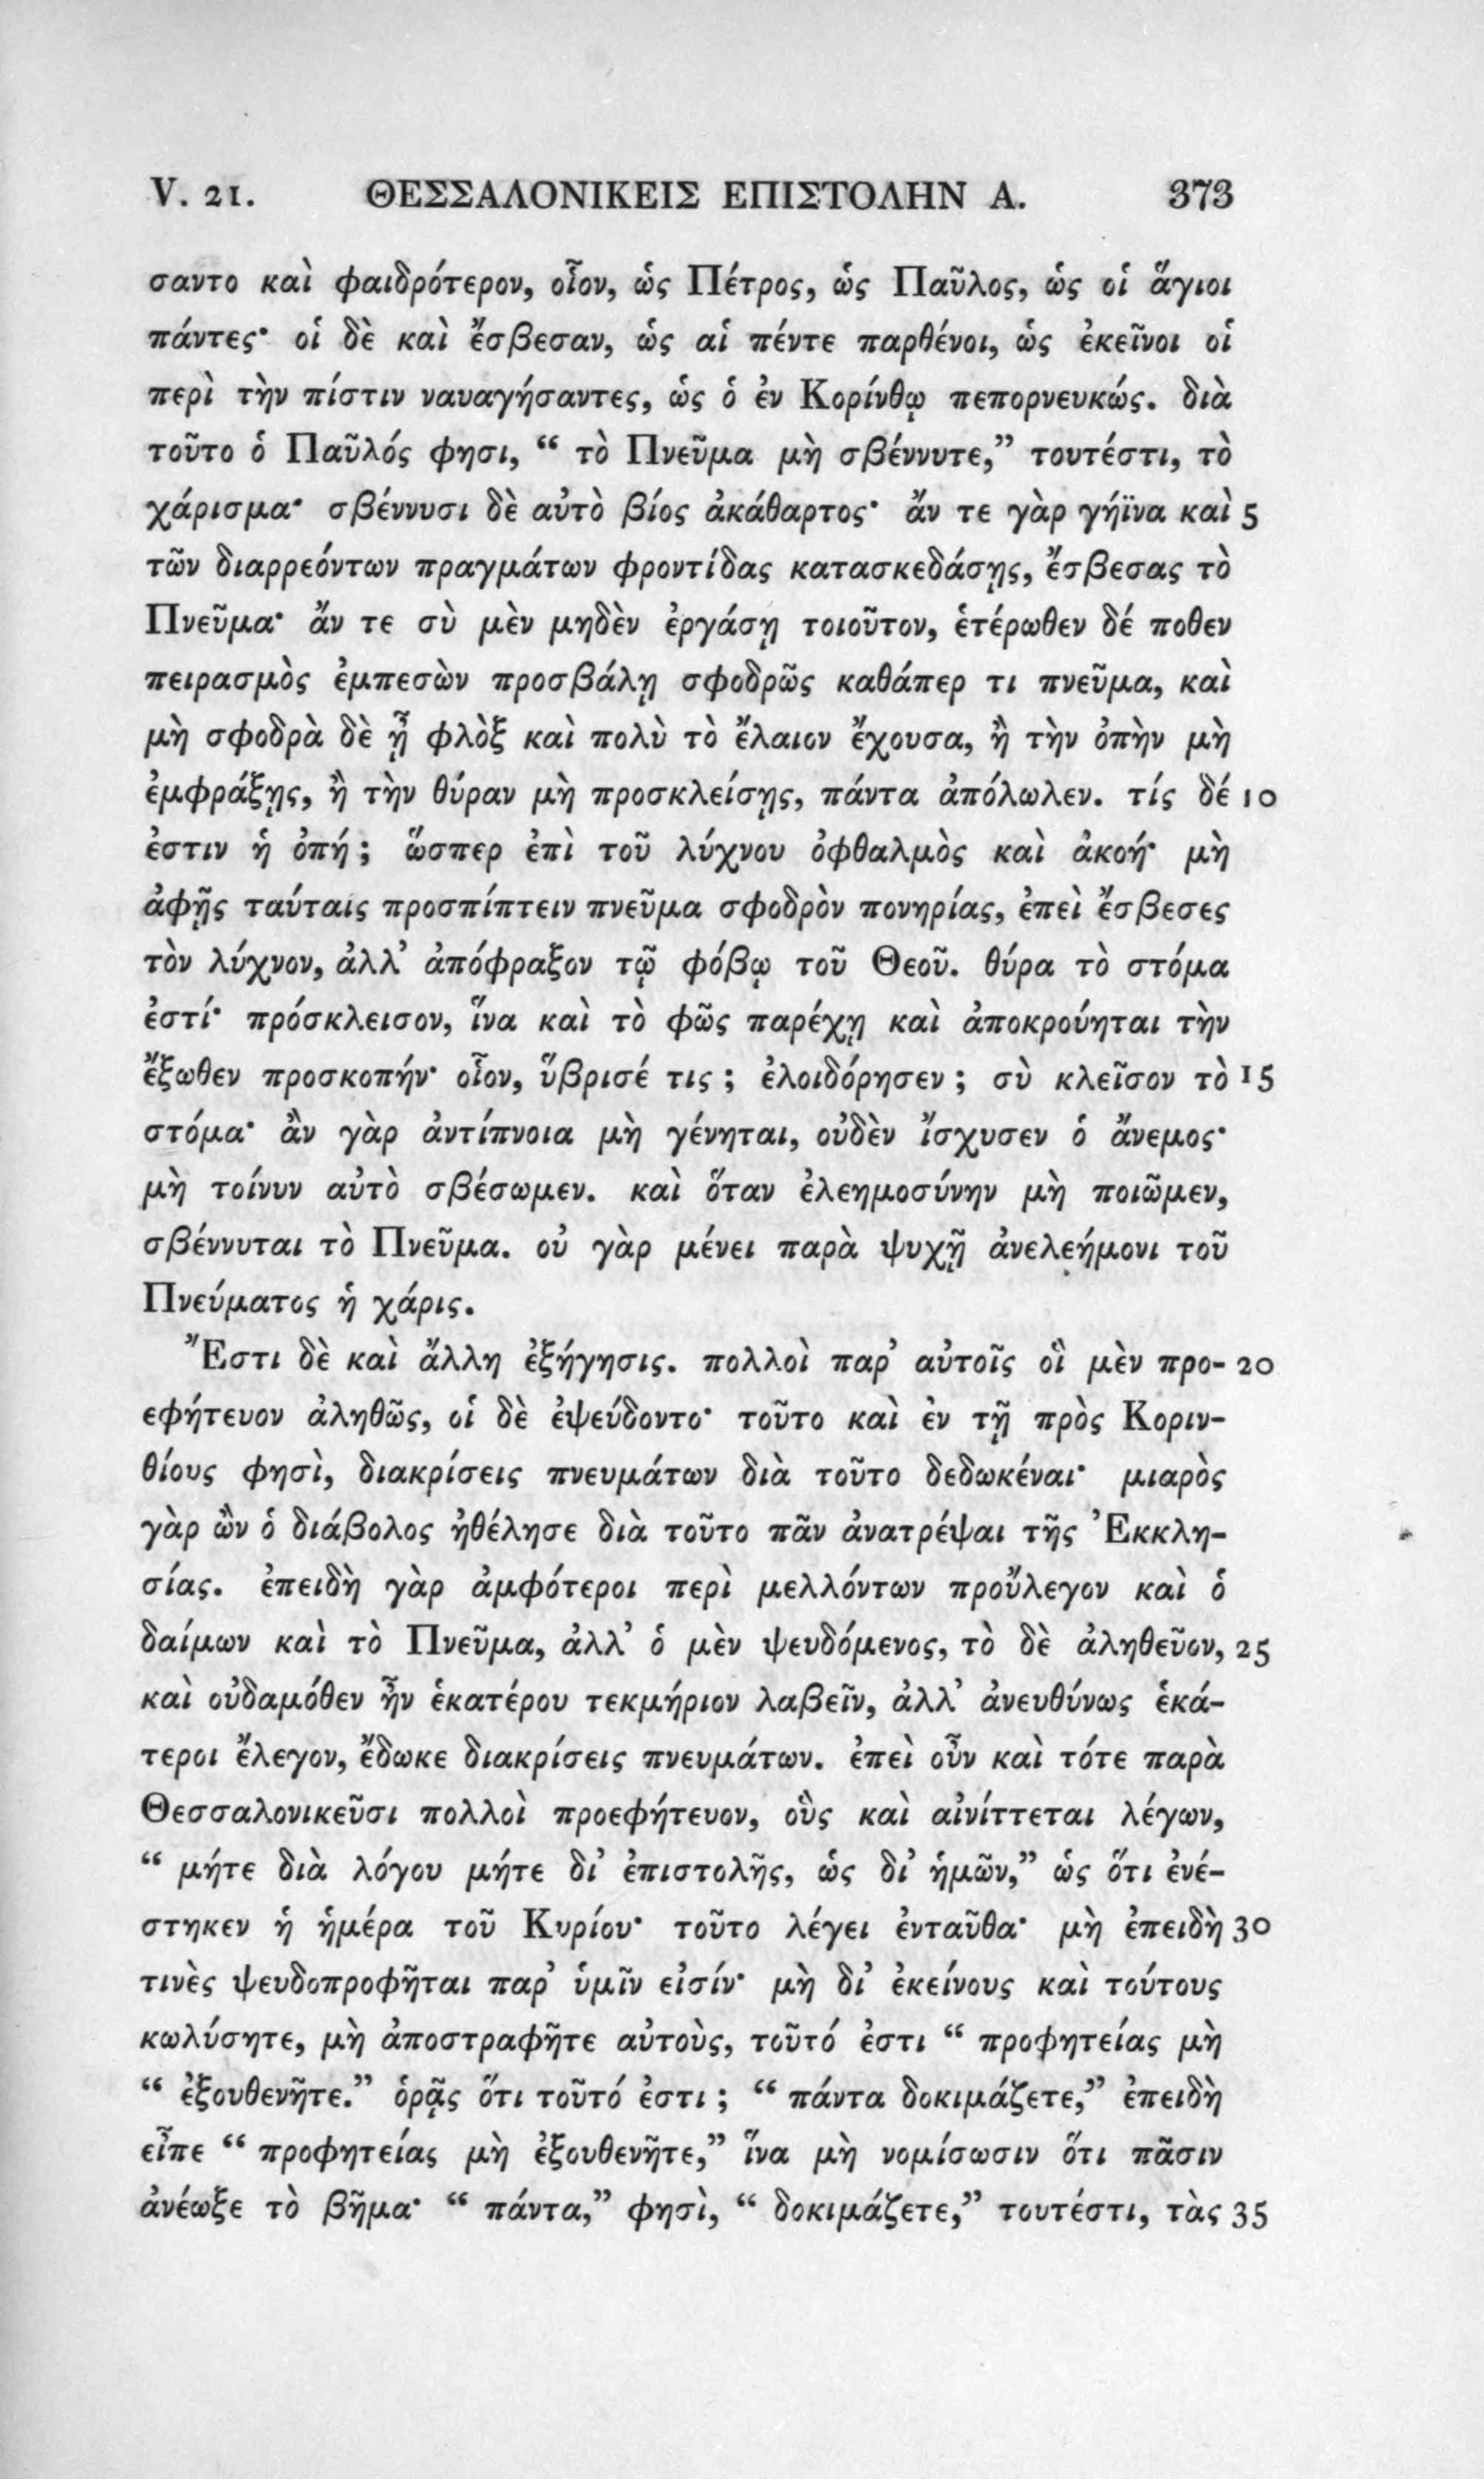 V. 21. ΘΕΣΣΑΛΟΝΙΚΕΙΣ ΕΠΙΣΤΟΛΗΝ Α. 373
σαντο καὶ φαιδρότερον, οἷον, ὡς Πέτρος, ὡς Παῦλος, ὡς οἱ ἅγιοι
πάντες· οἱ δὲ καὶ ἔσβεσαν, ὡς αἱ πέντε παρθένοι, ὡς ἐκεῖνοι οἱ
περὶ τὴν πίστιν ναυαγήσαντες, ὡς ὁ ἐν Κορίνθῳ πεπορνευκώς. διὰ
τοῦτο ὁ Παῦλός φησι, “ τὸ Πνεῦμα μὴ σβέννυτε,” τουτέστι, τὸ
χάρισμα· σβέννυσι δὲ αὐτὸ βίος ἀκάθαρτος· ἄν τε γὰρ γήϊνα καὶ 5
τῶν διαρρεόντων πραγμάτων φροντίδας κατασκεδάσῃς, ἔσβεσας τὸ
Πνεῦμα· ἄν τε σὺ μὲν μηδὲν ἐργάσῃ τοιοῦτον, ἑτέρωθεν δέ ποθεν
πειρασμὸς ἐμπεσὼν προσβάλῃ σφοδρῶς καθάπερ τι πνεῦμα, καὶ
μὴ σφοδρὰ δὲ ᾖ φλὸξ καὶ πολὺ τὸ ἔλαιον ἔχουσα, ἢ τὴν ὀπὴν μὴ
ἐμφράξῃς, ἢ τὴν θύραν μὴ προσκλείσῃς, πάντα ἀπόλωλεν. τίς δέ 10
ἐστιν ἡ ὀπή ; ὥσπερ ἐπὶ τοῦ λύχνου ὀφθαλμὸς καὶ ἀκοή· μὴ
ἀφῇς ταύταις προσπίπτειν πνεῦμα σφοδρὸν πονηρίας, ἐπεὶ ἔσβεσες
τὸν λύχνον, ἀλλ’ ἀπόφραξον τῷ φόβῳ τοῦ Θεοῦ. θύρα τὸ στόμα
ἐστί· πρόσκλεισον, ἵνα καὶ τὸ φῶς παρέχῃ καὶ ἀποκρούηται τὴν
ἔξωθεν προσκοπήν· οἷον, ὕβρισέ τις ; ἐλοιδόρησεν ; σὺ κλεῖσον τὸ 15
στόμα· ἂν γὰρ ἀντίπνοια μὴ γένηται, οὐδὲν ἴσχυσεν ὁ ἄνεμος·
μὴ τοίνυν αὐτὸ σβέσωμεν. καὶ ὅταν ἐλεημοσύνην μὴ ποιῶμεν,
σβέννυται τὸ Πνεῦμα. οὐ γὰρ μένει παρὰ ψυχῇ ἀνελεήμονι τοῦ
Πνεύματος ἡ χάρις.
Ἔστι δὲ καὶ ἄλλη ἐξήγησις. πολλοὶ παρ’ αὐτοῖς οἳ μὲν προ- 20
εφήτευον ἀληθῶς, οἱ δὲ ἐψεύδοντο· τοῦτο καὶ ἐν τῇ πρὸς Κοριν-
θίους φησὶ, διακρίσεις πνευμάτων διὰ τοῦτο δεδωκέναι· μιαρὸς
γὰρ ὢν ὁ διάβολος ἠθέλησε διὰ τοῦτο πᾶν ἀνατρέψαι τῆς Ἐκκλη-
σίας. ἐπειδὴ γὰρ ἀμφότεροι περὶ μελλόντων προὔλεγον καὶ ὁ
δαίμων καὶ τὸ Πνεῦμα, ἀλλ’ ὁ μὲν ψευδόμενος, τὸ δὲ ἀληθεῦον, 25
καὶ οὐδαμόθεν ἦν ἑκατέρου τεκμήριον λαβεῖν, ἀλλ’ ἀνευθύνως ἑκά-
τεροι ἔλεγον, ἔδωκε διακρίσεις πνευμάτων. ἐπεὶ οὖν καὶ τότε παρὰ
Θεσσαλονικεῦσι πολλοὶ προεφήτευον, οὓς καὶ αἰνίττεται λέγων,
“ μήτε διὰ λόγου μήτε δι’ ἐπιστολῆς, ὡς δι’ ἡμῶν,” ὡς ὅτι ἐνέ-
στηκεν ἡ ἡμέρα τοῦ Κυρίου· τοῦτο λέγει ἐνταῦθα· μὴ ἐπειδὴ 30
τινὲς ψευδοπροφῆται παρ’ ὑμῖν εἰσίν· μὴ δι’ ἐκείνους καὶ τούτους
κωλύσητε, μὴ ἀποστραφῆτε αὐτοὺς, τοῦτό ἐστι “ προφητείας μὴ
“ ἐξουθενῆτε.” ὁρᾷς ὅτι τοῦτό ἐστι ; “ πάντα δοκιμάζετε,” ἐπειδὴ
εἶπε “ προφητείας μὴ ἐξουθενῆτε,” ἵνα μὴ νομίσωσιν ὅτι πᾶσιν
ἀνέωξε τὸ βῆμα· “ πάντα,” φησὶ, “ δοκιμάζετε,” τουτέστι, τὰς 35